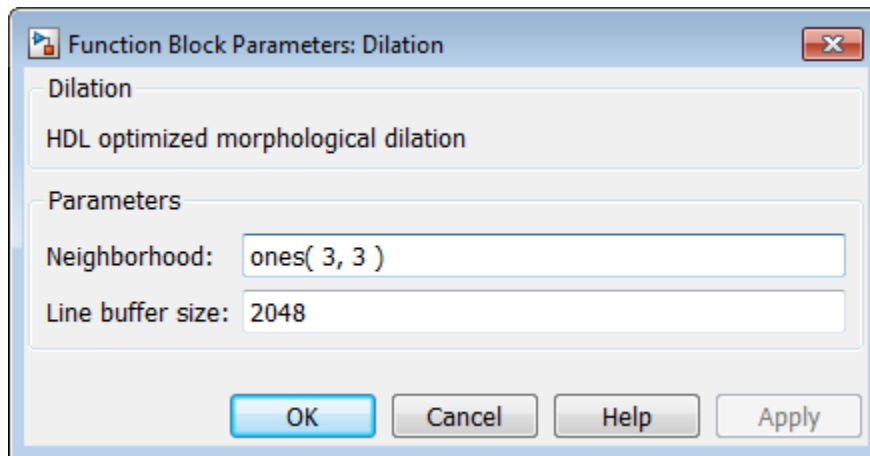 Function Block Parameters: Dilation
Dilation
HDL optimized morphological dilation
Parameters
Neighborhood: ones( 3, 3 )
Line buffer size: 2048
OK Cancel Help Apply